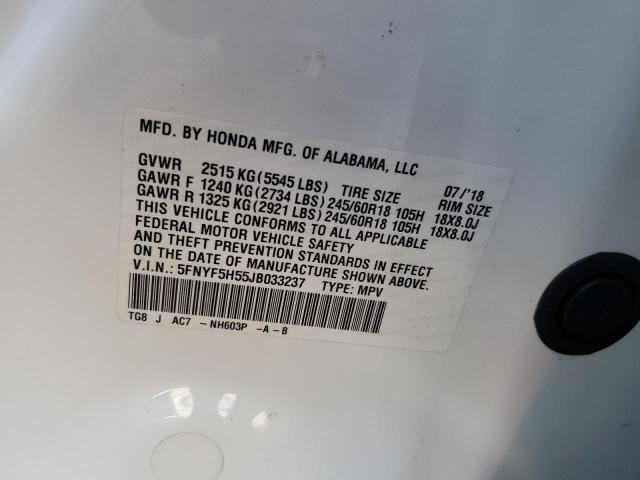 MFD. BY HONDA MFG. OF ALABAMA, LLC 07/'18
GVWR 2515 KG (5545 LBS) TIRE SIZE RIM SIZE
GAWR F 1240 KG (2734 LBS) 245/60R18 105H 18X8.0J
GAWR R 1325 KG (2921 LBS) 245/60R18 105H 18X8.0J
THIS VEHICLE CONFORMS TO ALL APPLICABLE
FEDERAL MOTOR VEHICLE SAFETY
AND THEFT PREVENTION STANDARDS IN EFFECT
ON THE DATE OF MANUFACTURE SHOWN ABOVE.
V.I.N.: 5FNYF5H55JB033237 TYPE: MPV
TG8 J AC7 -NH603P -A-B